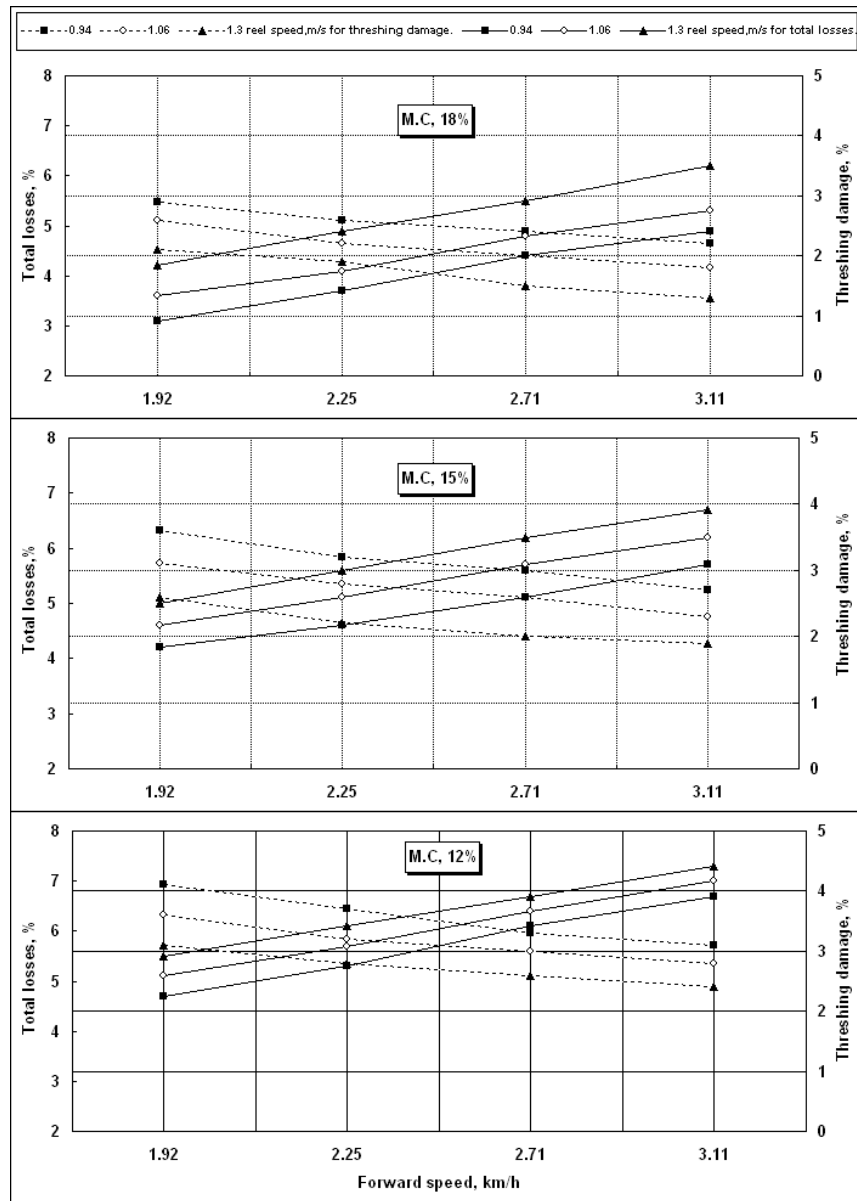 0.94 1.06 1.3 reel speed,m/s for threshing damage. 0.94 1.06 1.3 reel speed,m/s for total losses.
M.C, 18%
Total losses, %
8
7
6
5
4
3
2
5
4
3
2
1
0
Threshing damage, %
1.92 2.25 2.71 3.11
M.C, 15%
Total losses,%
8
7
6
5
4
3
2
5
4
3
2
1
0
Threshing damage, %
1.92 2.25 2.71 3.11
M.C, 12%
Total losses, %
8
7
6
5
4
3
2
5
4
3
2
1
0
Threshing damage, %
1.92 2.25 2.71 3.11
Forward speed, km/h